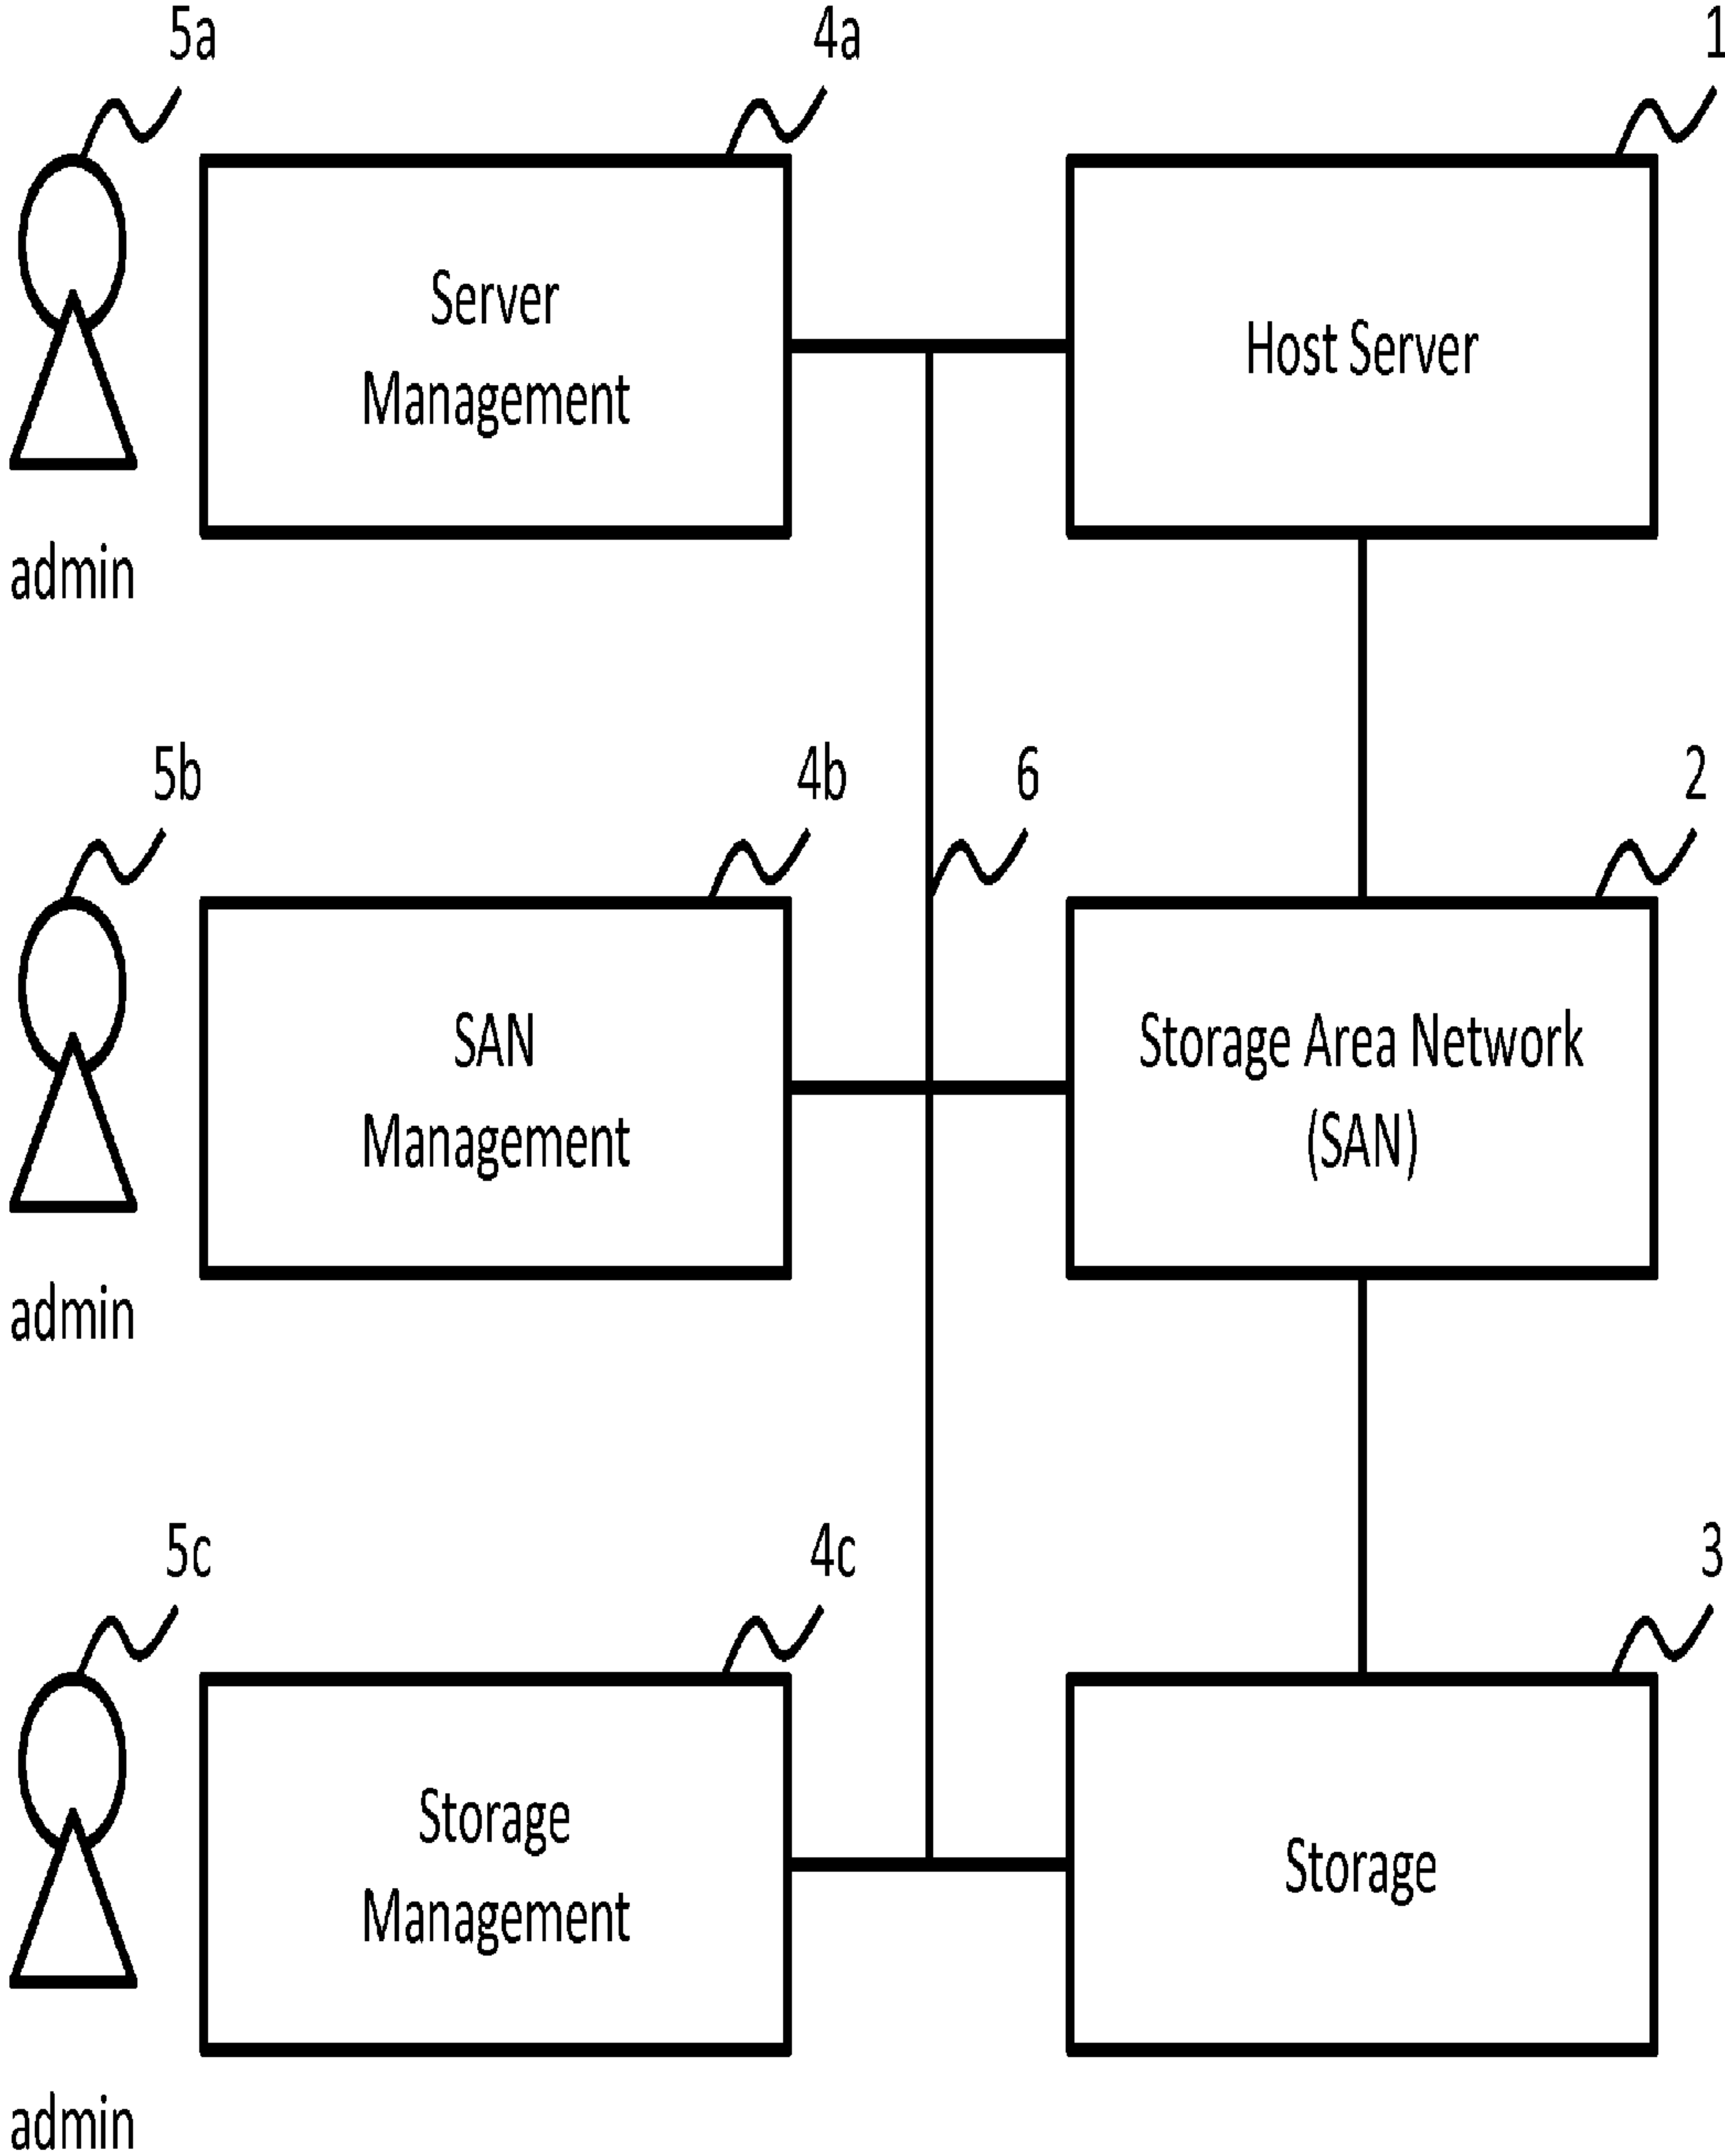 5a
4a
1
Server
Management
Host Server
admin
5b
4b
6
2
SAN
Management
Storage Area Network
(SAN)
admin
5c
4c
3
Storage
Management
Storage
admin